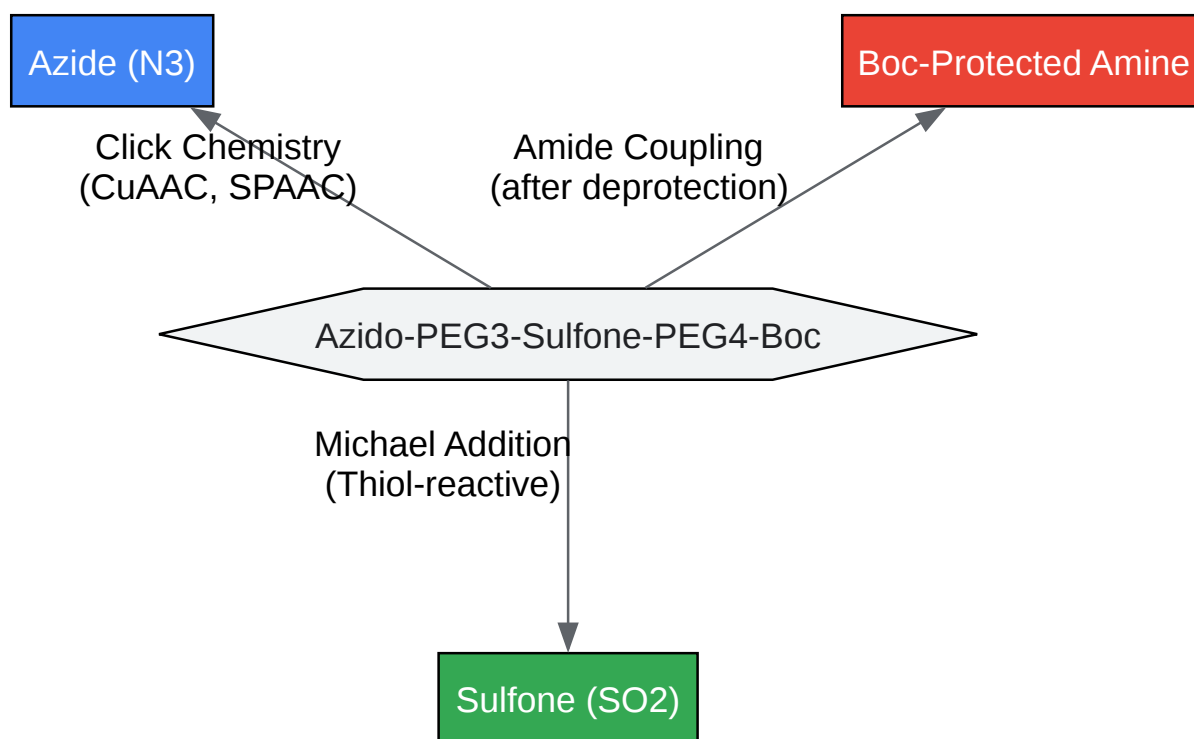 Azide (N3)
Boc-Protected Amine
Click Chemistry
(CuAAC, SPAAC)
Amide Coupling
(after deprotection)
Azido-PEG3-Sulfone-PEG4-Boc
Michael Addition
(Thiol-reactive)
Sulfone (SO2)